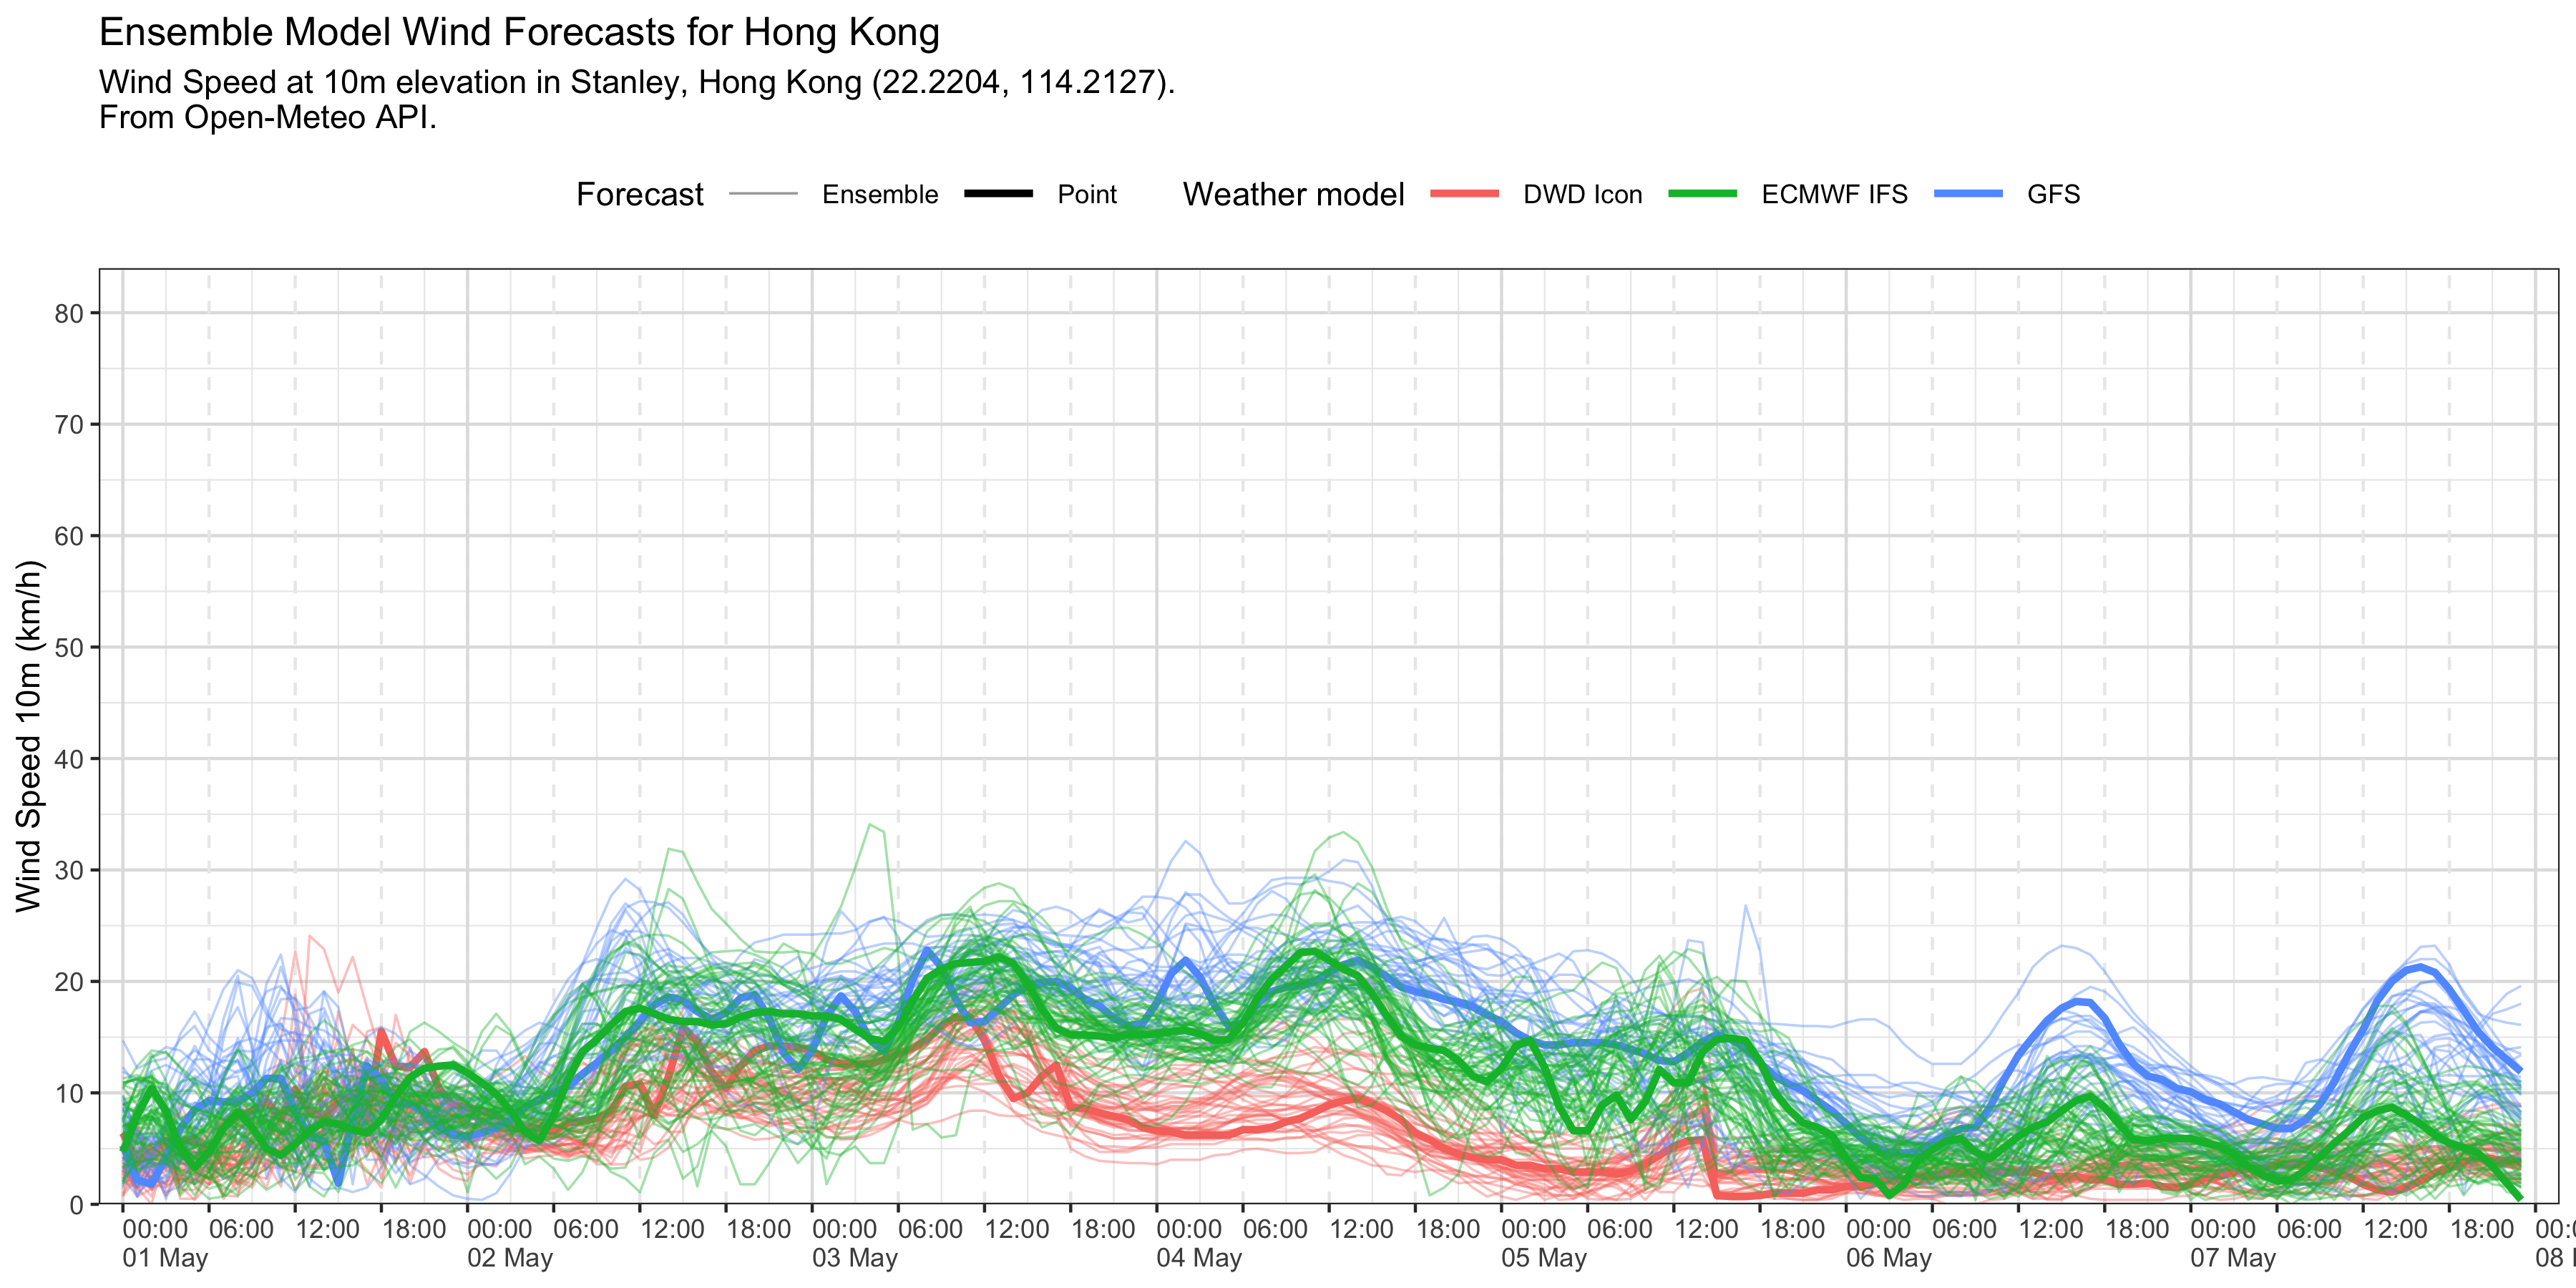 Ensemble Model Wind Forecasts for Hong Kong
Wind Speed at 10m elevation in Stanley, Hong Kong (22.2204, 114.2127).
From Open-Meteo API.
Forecast Ensemble Point Weather model DWD Icon ECMWF IFS GFS
Wind Speed 10m (km/h)
80
70
60
50
40
30
20
10
0
00:00 06:00 12:00 18:00 00:00 06:00 12:00 18:00 00:00 06:00 12:00 18:00 00:00 06:00 12:00 18:00 00:00 06:00 12:00 18:00 00:00 06:00 12:00 18:00 00:00 06:00 12:00 18:00 00:0
01 May 02 May 03 May 04 May 05 May 06 May 07 May 08